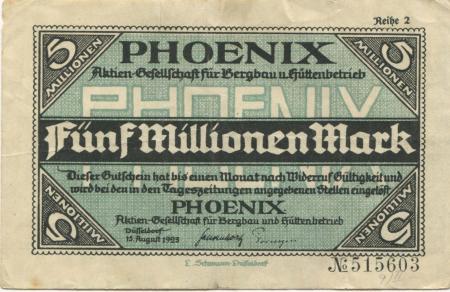 Reihe 2
5 MILLIONEN
PHOENIX
5 MILLIONEN
Aktien-Gesellschaft für Bergbau u. Hüttenbetrieb
PHOENIX
Fünf Millionen Mark
Dieser Gutschein hat bis einen Monat nach Widerruf Gültigkeit und
wird bei den in den Tageszeitungen angegebenen Stellen eingelöst
5 MILLIONEN
PHOENIX
5 MILLIONEN
Aktien-Gesellschaft für Bergbau und Hüttenbetrieb
Düsseldorf
15. August 1923
L. Schwann-Düsseldorf
№ 515603